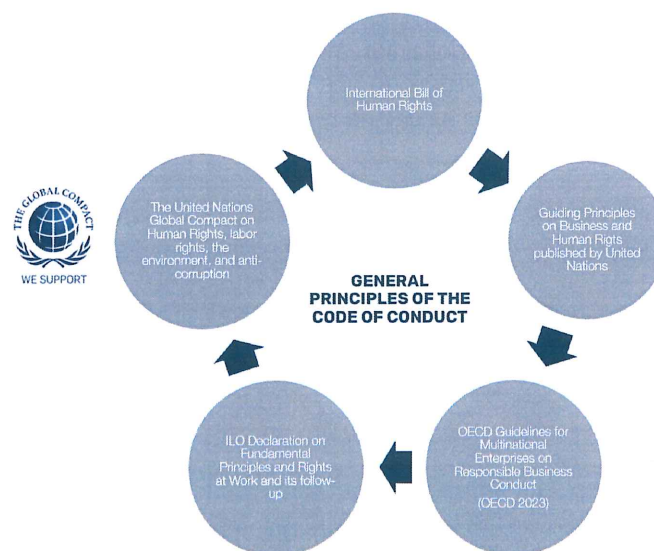 International Bill of
Human Rights
Guiding Principles
on Business and
Human Rigts
published by United
Nations
OECD Guidelines for
Multinational
Enterprises on
Responsible Business
Conduct
(OECD 2023)
ILO Declaration on
Fundamental
Principles and Rights
at Work and its follow-
up
The United Nations
Global Compact on
Human Rights, labor
rights, the
environment, and anti-
corruption
GENERAL
PRINCIPLES OF THE
CODE OF CONDUCT
THE GLOBAL COMPACT
WE SUPPORT